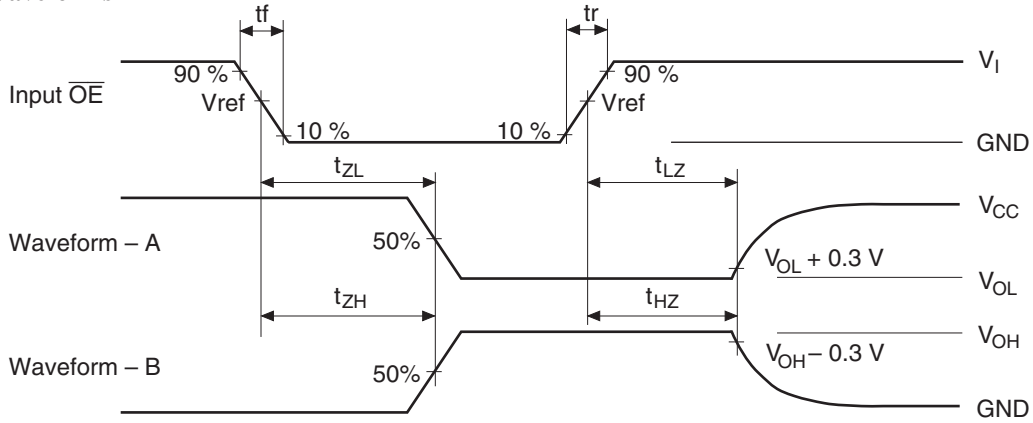 tf
tr
90 %
90 %
V_I
Input O̅E̅
Vref
Vref
10 %
10 %
GND
t_ZL
t_LZ
V_CC
Waveform – A
50%
V_OL + 0.3 V
V_OL
t_ZH
t_HZ
V_OH
V_OH – 0.3 V
Waveform – B
50%
GND